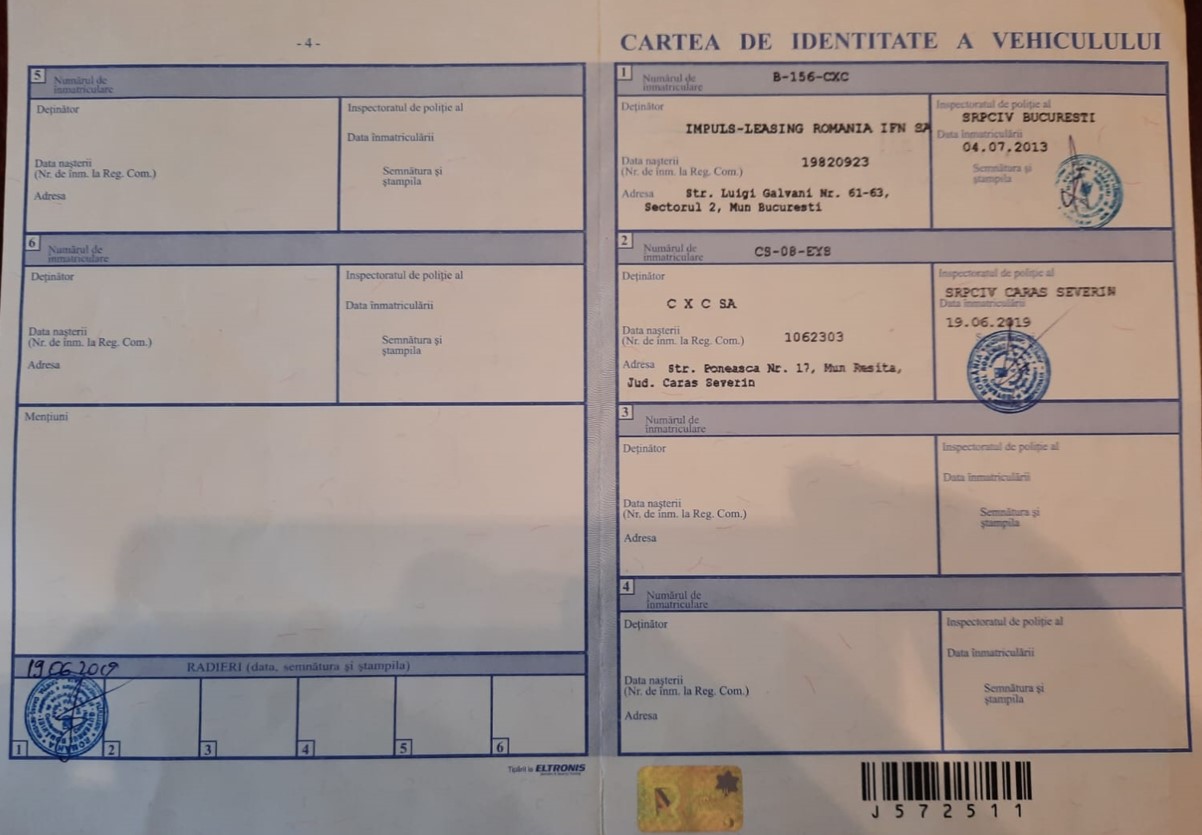 - 4 -
5 Numărul de
înmatriculare
Deținător
Inspectoratul de poliție al
Data înmatriculării
Data nașterii
(Nr. de înm. la Reg. Com.)
Semnătura și
ștampila
Adresa
6 Numărul de
înmatriculare
Deținător
Inspectoratul de poliție al
Data înmatriculării
Data nașterii
(Nr. de înm. la Reg. Com.)
Semnătura și
ștampila
Adresa
Mențiuni
19.06.2019
RADIERI (data, semnătura și ștampila)
1 2 3 4 5 6
Tipărit la ELTRONIS
CARTEA DE IDENTITATE A VEHICULULUI
1 Numărul de
înmatriculare
B-156-CXC
Deținător
IMPULS-LEASING ROMANIA IFN SA
Inspectoratul de poliție al
SRPCIV BUCURESTI
Data înmatriculării
04.07.2013
Data nașterii
(Nr. de înm. la Reg. Com.)
19820923
Semnătura și
ștampila
Adresa Str. Luigi Galvani Nr. 61-63,
Sectorul 2, Mun Bucuresti
2 Numărul de
înmatriculare
CS-08-EYS
Deținător
C X C SA
Inspectoratul de poliție al
SRPCIV CARAS SEVERIN
Data înmatriculării
19.06.2019
Data nașterii
(Nr. de înm. la Reg. Com.)
1062303
Adresa Str. Poneasca Nr. 17, Mun Resita,
Jud. Caras Severin
3 Numărul de
înmatriculare
Deținător
Inspectoratul de poliție al
Data înmatriculării
Data nașterii
(Nr. de înm. la Reg. Com.)
Semnătura și
ștampila
Adresa
4 Numărul de
înmatriculare
Deținător
Inspectoratul de poliție al
Data înmatriculării
Data nașterii
(Nr. de înm. la Reg. Com.)
Semnătura și
ștampila
Adresa
J 5 7 2 5 1 1